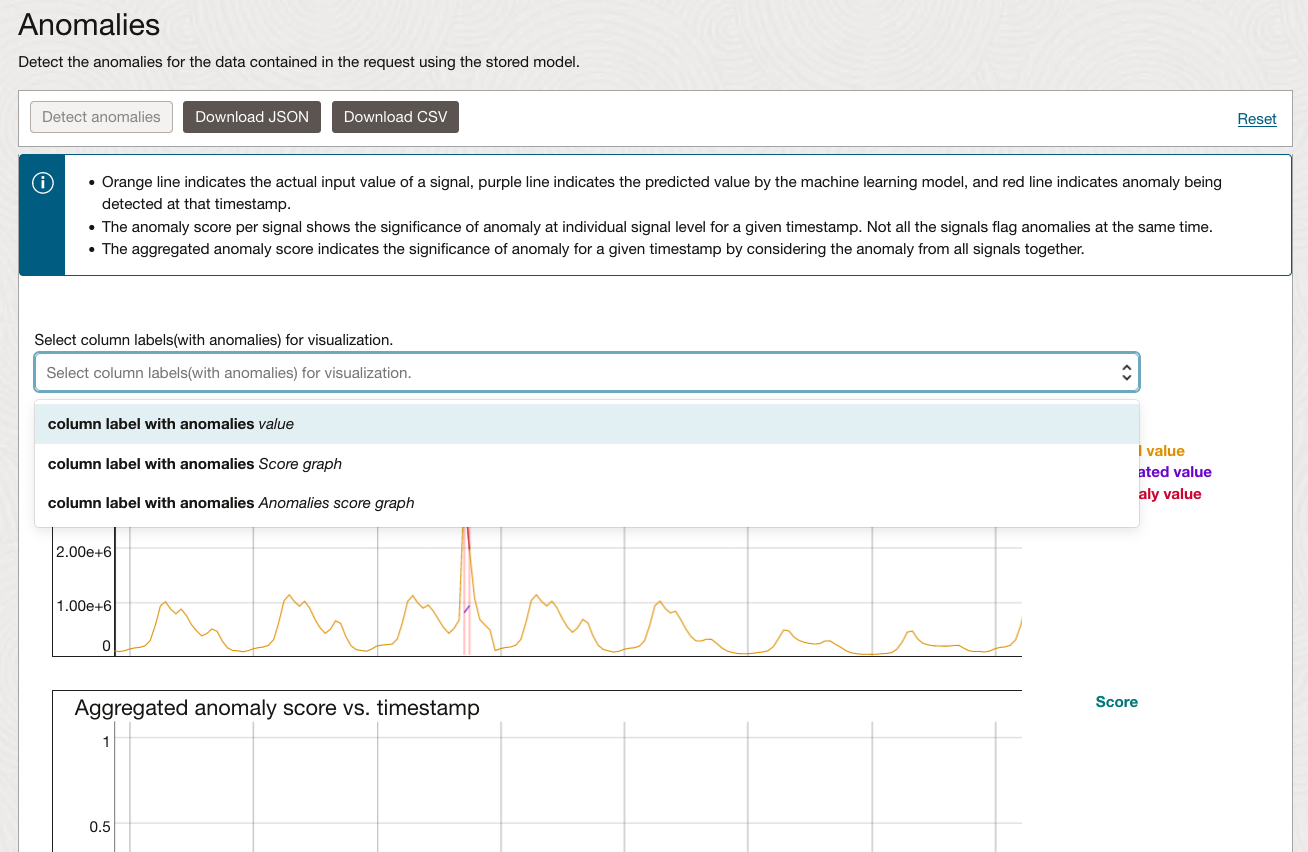 Anomalies
Detect the anomalies for the data contained in the request using the stored model.
Detect anomalies
Download JSON
Download CSV
Reset
• Orange line indicates the actual input value of a signal, purple line indicates the predicted value by the machine learning model, and red line indicates anomaly being
detected at that timestamp.
• The anomaly score per signal shows the significance of anomaly at individual signal level for a given timestamp. Not all the signals flag anomalies at the same time.
• The aggregated anomaly score indicates the significance of anomaly for a given timestamp by considering the anomaly from all signals together.
Select column labels(with anomalies) for visualization.
Select column labels(with anomalies) for visualization.
column label with anomalies value
column label with anomalies Score graph
column label with anomalies Anomalies score graph
value
ated value
aly value
2.00e+6
1.00e+6
0
Aggregated anomaly score vs. timestamp
Score
1
0.5